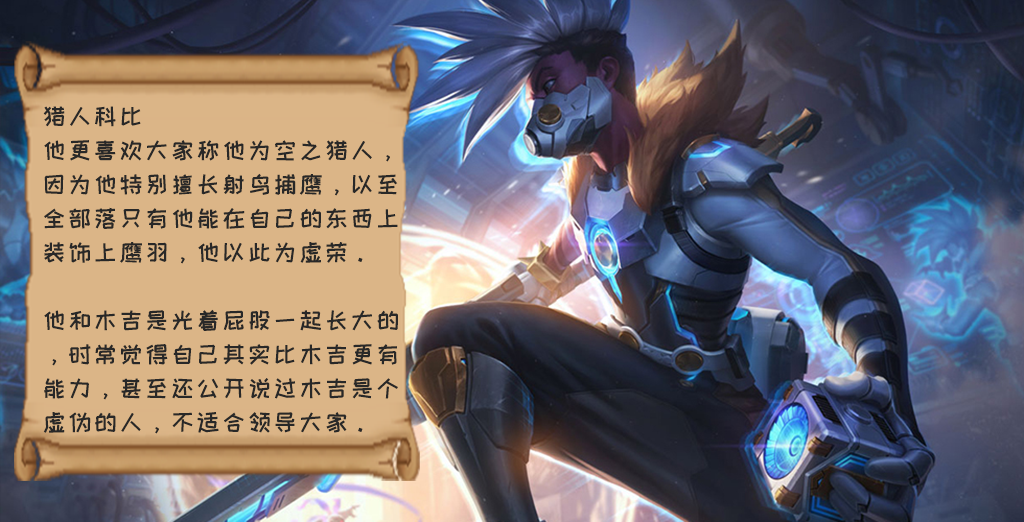 猎人科比
他更喜欢大家称他为空之猎人，
因为他特别擅长射鸟捕鹰，以至
全部落只有他能在自己的东西上
装饰上鹰羽，他以此为虚荣。
他和木吉是光着屁股一起长大的
，时常觉得自己其实比木吉更有
能力，甚至还公开说过木吉是个
虚伪的人，不适合领导大家。